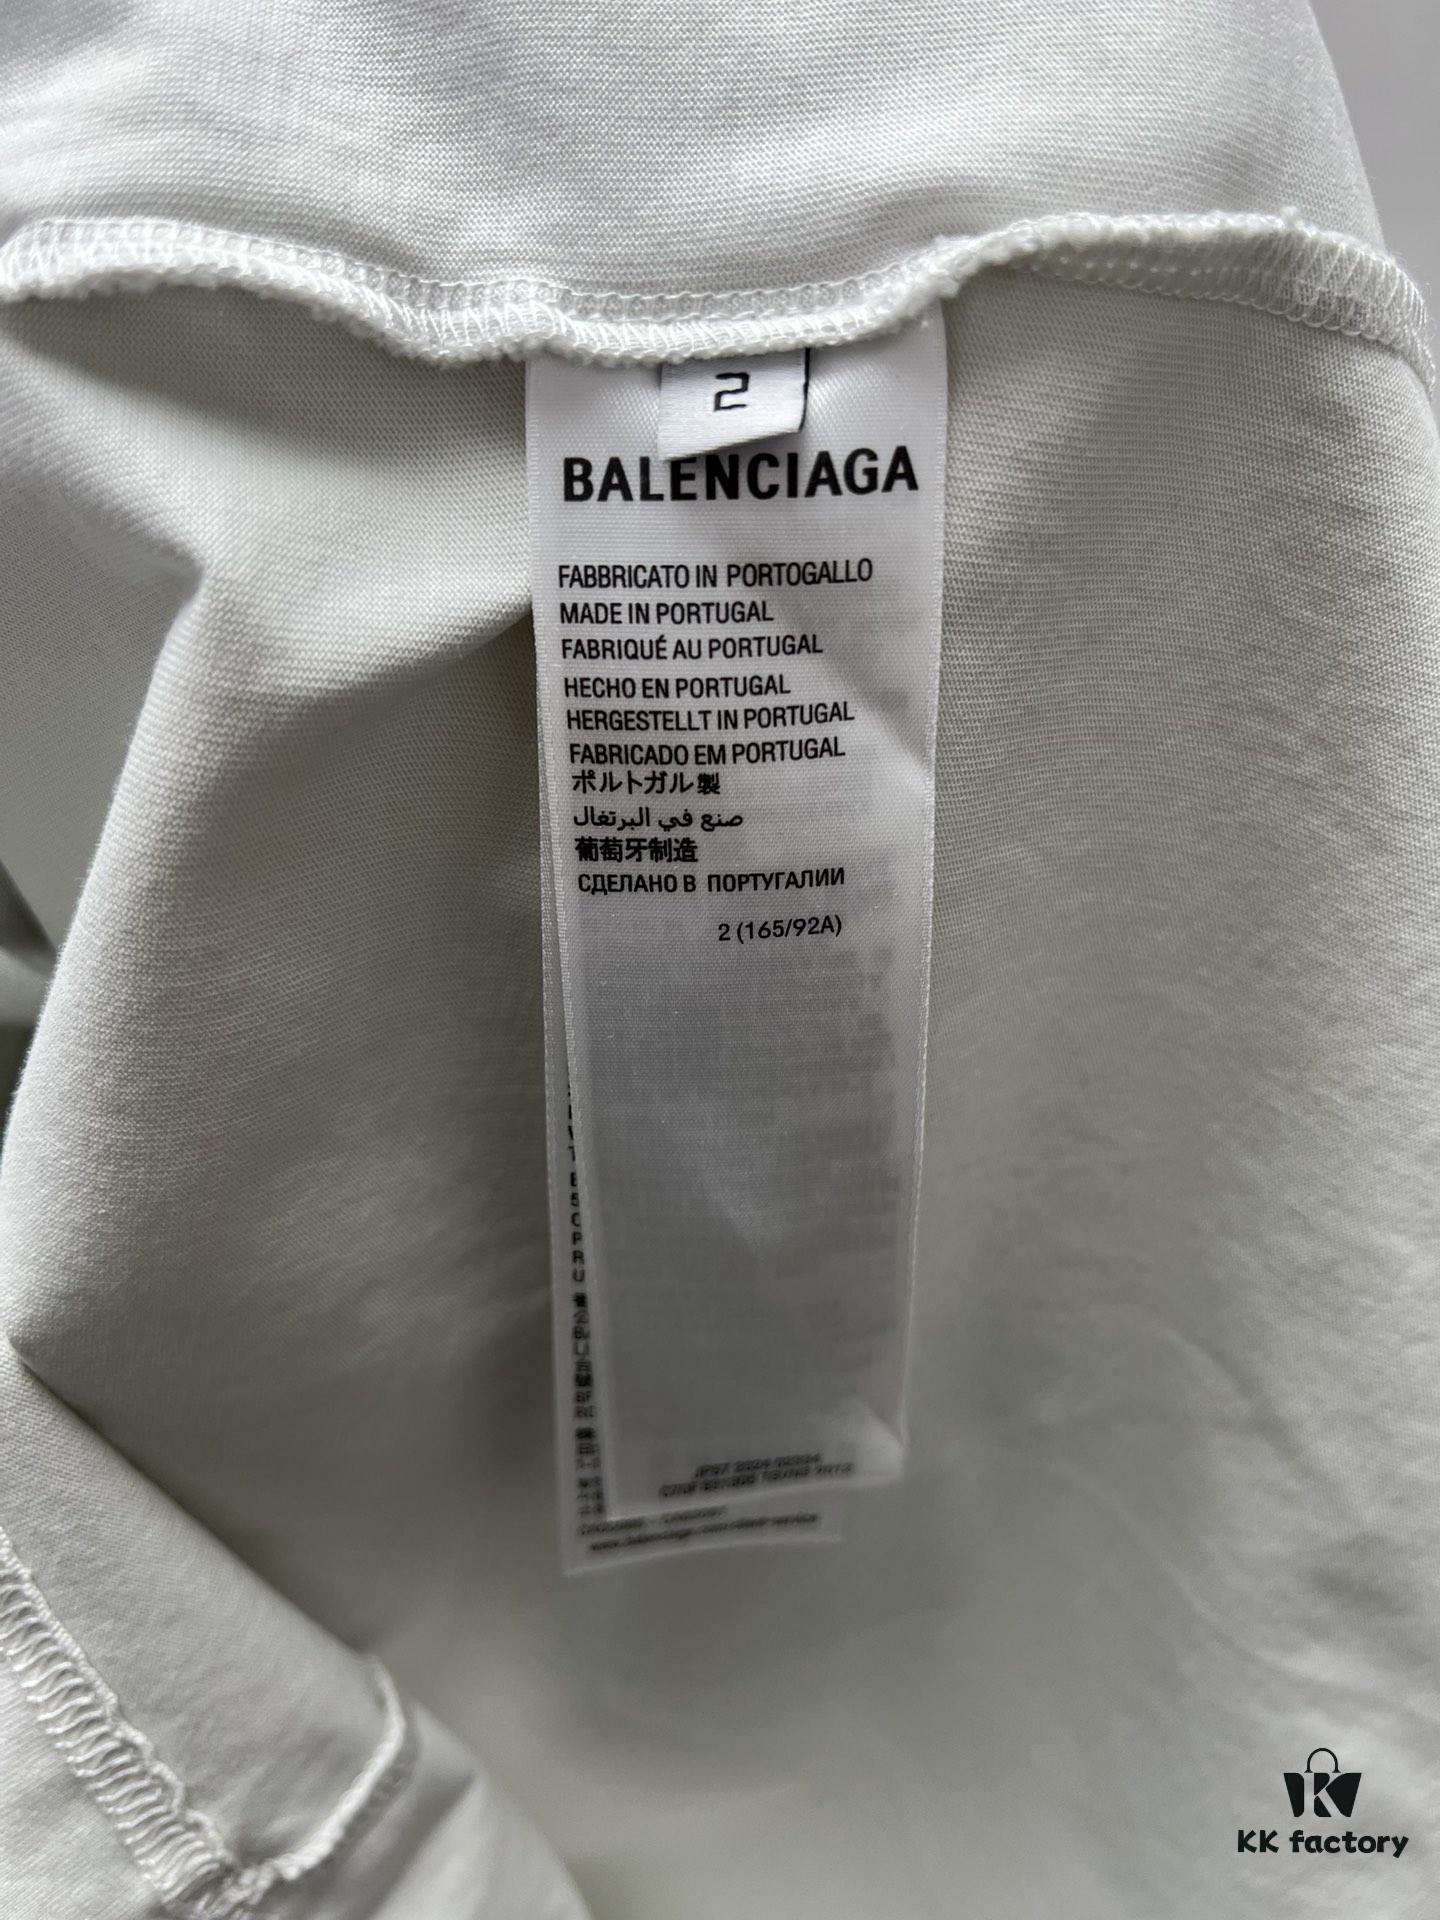 2
BALENCIAGA
FABBRICATO IN PORTOGALLO
MADE IN PORTUGAL
FABRIQUÉ AU PORTUGAL
HECHO EN PORTUGAL
HERGESTELLT IN PORTUGAL
FABRICADO EM PORTUGAL
ポルトガル製
صنع في البرتغال
葡萄牙制造
СДЕЛАНО В ПОРТУГАЛИИ
2 (165/92A)
KK factory